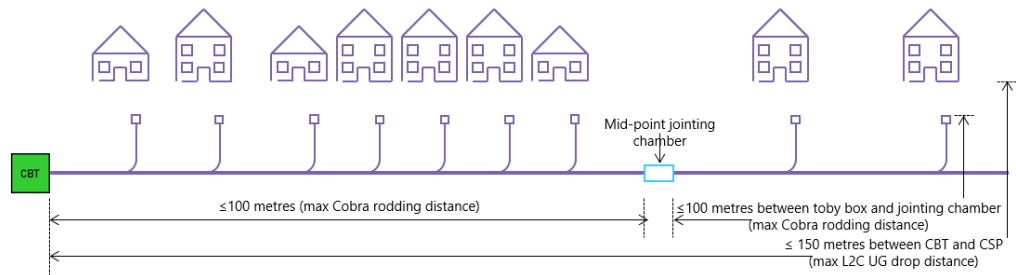 Mid-point jointing
chamber
CBT
≤100 metres (max Cobra rodding distance)
≤100 metres between toby box and jointing chamber
(max Cobra rodding distance)
≤ 150 metres between CBT and CSP
(max L2C UG drop distance)